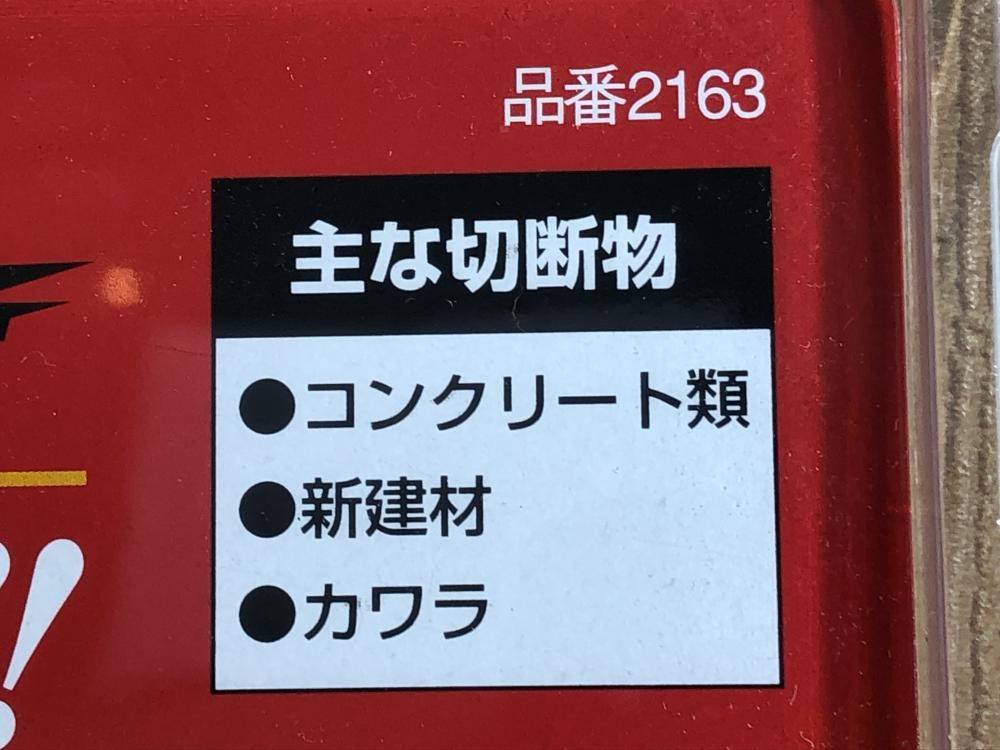 品番2163
主な切断物
●コンクリート類
●新建材
●カワラ
!!